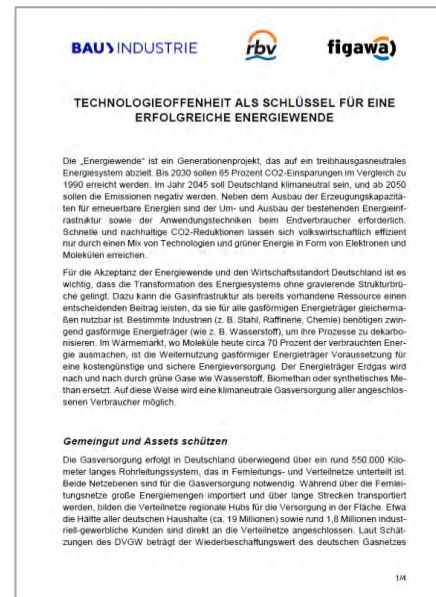 BAU INDUSTRIE
rbv
figawa)
TECHNOLOGIEOFFENHEIT ALS SCHLÜSSEL FÜR EINE
ERFOLGREICHE ENERGIEWENDE
Die „Energiewende“ ist ein Generationenprojekt, das auf ein treibhausgasneutrales
Energiesystem abzielt. Bis 2030 sollen 65 Prozent CO2-Einsparungen im Vergleich zu
1990 erreicht werden. Im Jahr 2045 soll Deutschland klimaneutral sein, und ab 2050
sollen die Emissionen negativ werden. Neben dem Ausbau der Erzeugungskapazitä-
ten für erneuerbare Energien sind der Um- und Ausbau der bestehenden Energieinf-
rastruktur sowie der Anwendungstechniken beim Endverbraucher erforderlich.
Schnelle und nachhaltige CO2-Reduktionen lassen sich volkswirtschaftlich effizient
nur durch einen Mix von Technologien und grüner Energie in Form von Elektronen und
Molekülen erreichen.
Für die Akzeptanz der Energiewende und den Wirtschaftsstandort Deutschland ist es
wichtig, dass die Transformation des Energiesystems ohne gravierende Strukturbrü-
che gelingt. Dazu kann die Gasinfrastruktur als bereits vorhandene Ressource einen
entscheidenden Beitrag leisten, da sie für alle gasförmigen Energieträger gleicherma-
ßen nutzbar ist. Bestimmte Industrien (z. B. Stahl, Raffinerie, Chemie) benötigen zwin-
gend gasförmige Energieträger (wie z. B. Wasserstoff), um ihre Prozesse zu dekarbo-
nisieren. Im Wärmemarkt, wo Moleküle heute circa 70 Prozent der verbrauchten Ener-
gie ausmachen, ist die Weiternutzung gasförmiger Energieträger Voraussetzung für
eine kostengünstige und sichere Energieversorgung. Der Energieträger Erdgas wird
nach und nach durch grüne Gase wie Wasserstoff, Biomethan oder synthetisches Me-
than ersetzt. Auf diese Weise wird eine klimaneutrale Gasversorgung aller angeschlos-
senen Verbraucher möglich.
Gemeingut und Assets schützen
Die Gasversorgung erfolgt in Deutschland überwiegend über ein rund 550.000 Kilo-
meter langes Rohrleitungssystem, das in Fernleitungs- und Verteilnetze unterteilt ist.
Beide Netzebenen sind für die Gasversorgung notwendig. Während über die Fernlei-
tungsnetze große Energiemengen importiert und über lange Strecken transportiert
werden, bilden die Verteilnetze regionale Hubs für die Versorgung in der Fläche. Etwa
die Hälfte aller deutschen Haushalte (ca. 19 Millionen) sowie rund 1,8 Millionen indust-
riell-gewerbliche Kunden sind direkt an die Verteilnetze angeschlossen. Laut Schät-
zungen des DVGW beträgt der Wiederbeschaffungswert des deutschen Gasnetzes
1/4